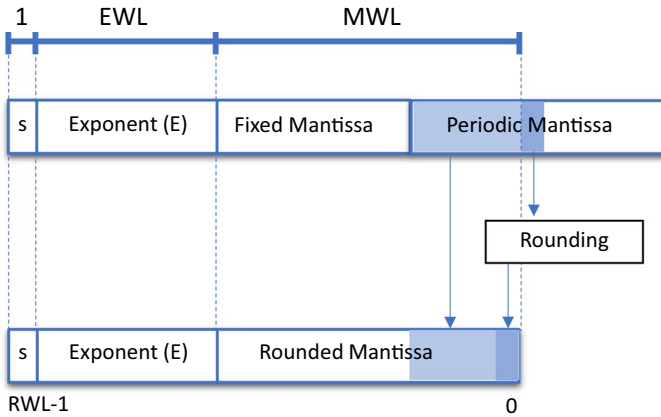 1 EWL MWL
s Exponent (E) Fixed Mantissa Periodic Mantissa
Rounding
s Exponent (E) Rounded Mantissa
RWL-1 0